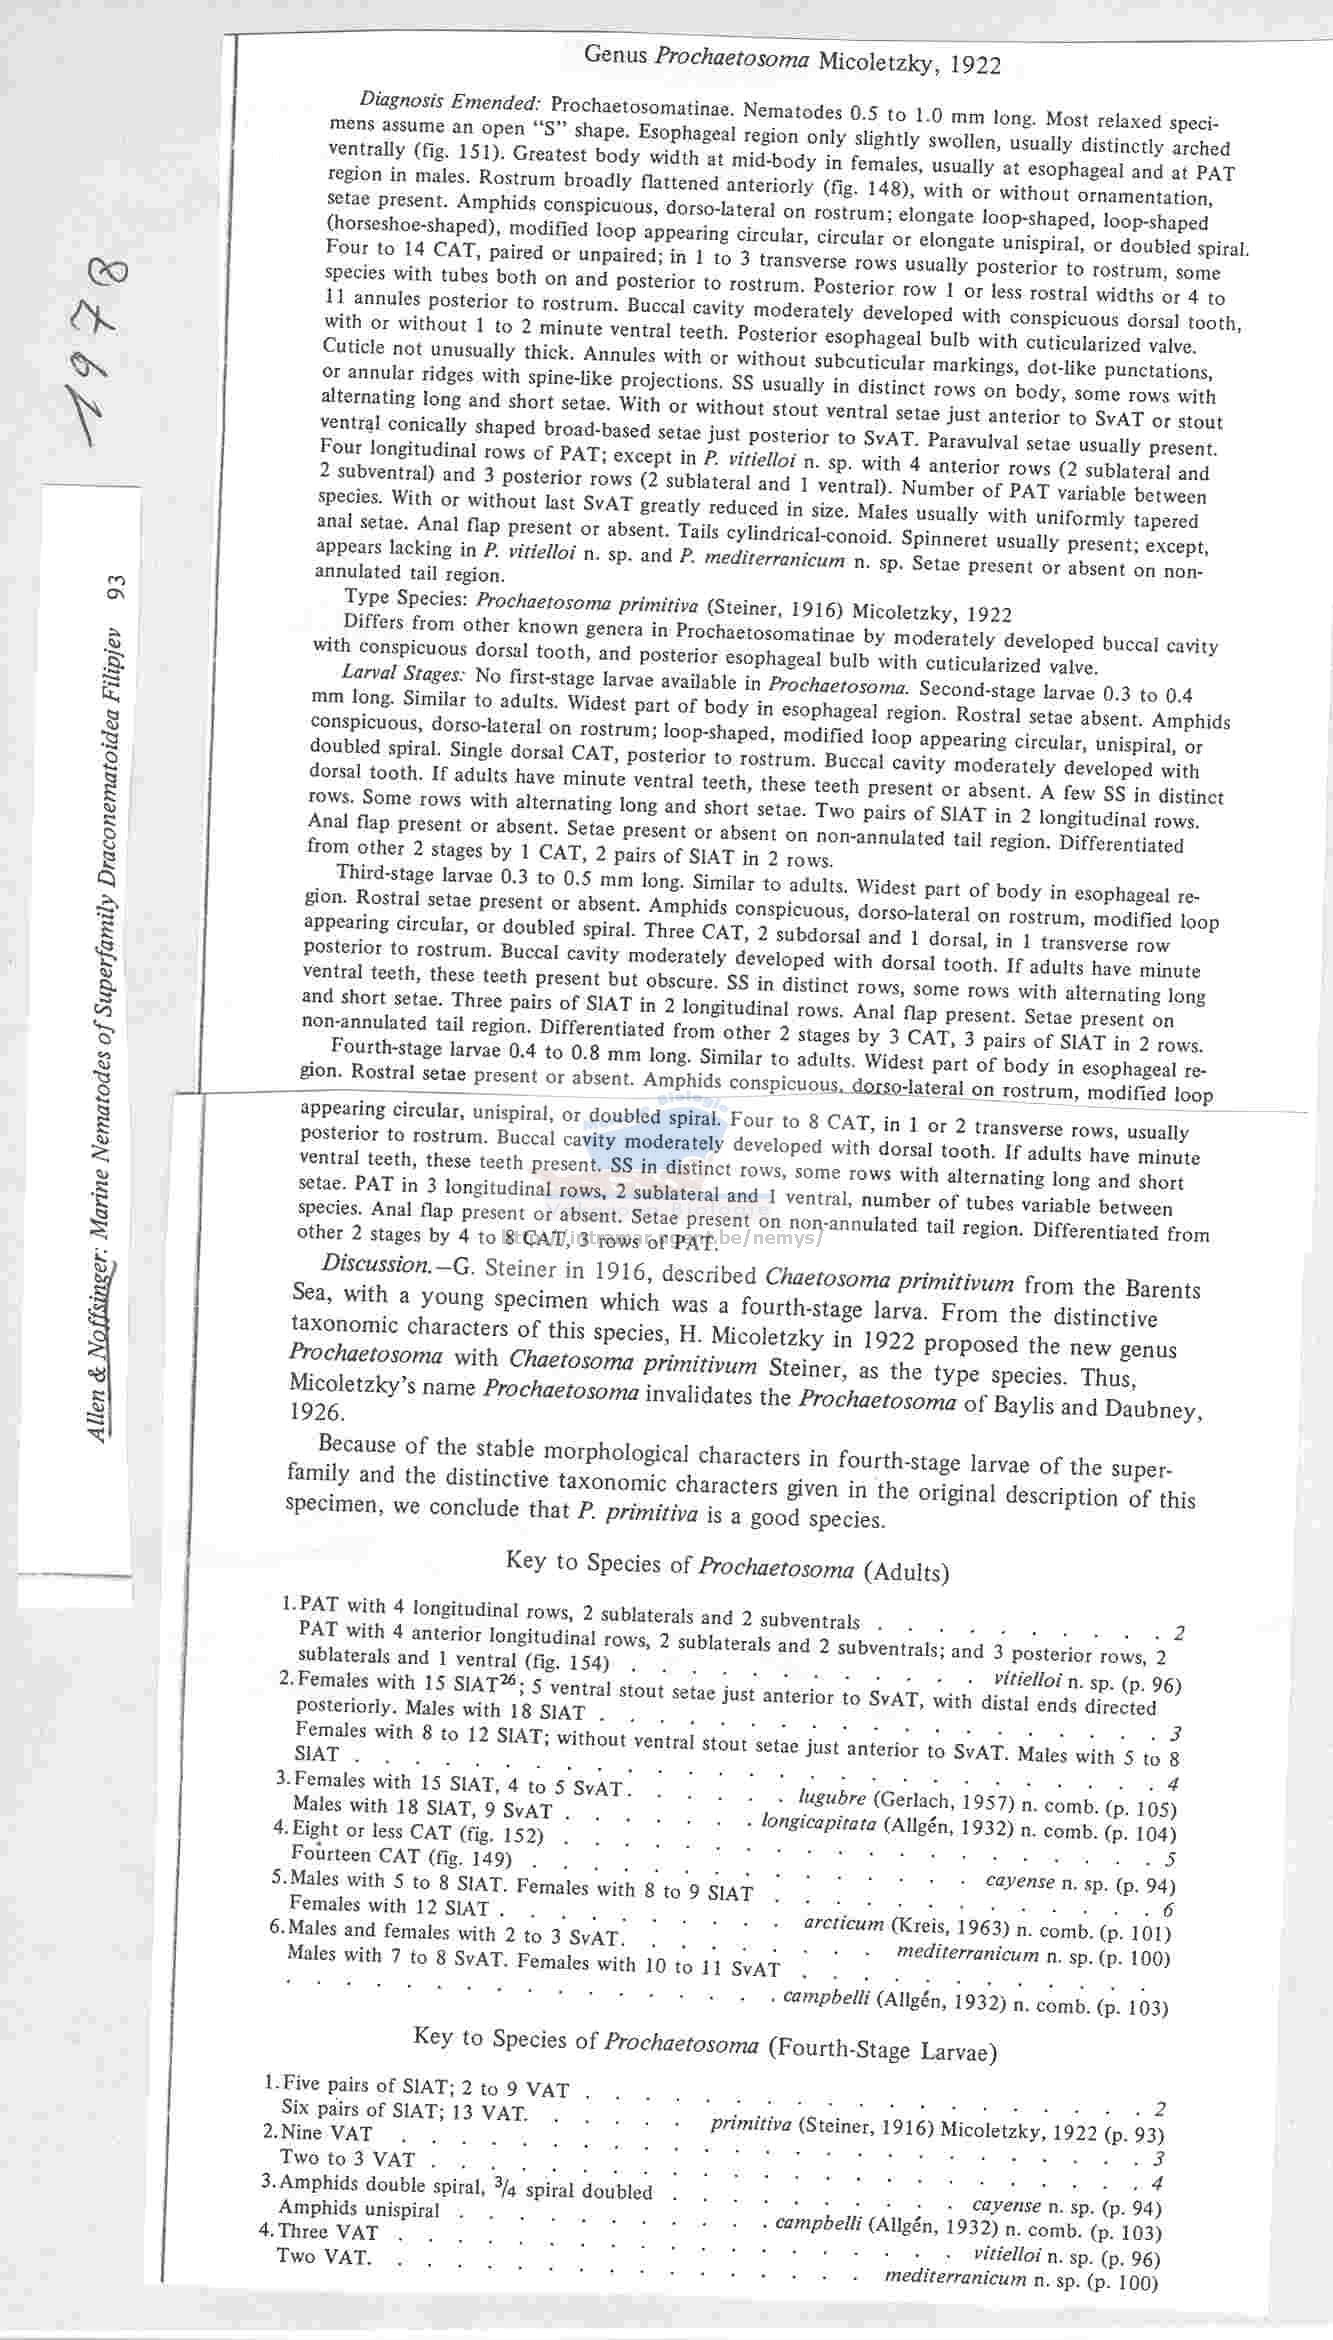 Genus Prochaetosoma Micoletzky, 1922
Diagnosis Emended: Prochaetosomatinae. Nematodes 0.5 to 1.0 mm long. Most relaxed speci-
mens assume an open “S” shape. Esophageal region only slightly swollen, usually distinctly arched
ventrally (fig. 151). Greatest body width at mid-body in females, usually at esophageal and at PAT
region in males. Rostrum broadly flattened anteriorly (fig. 148), with or without ornamentation,
setae present. Amphids conspicuous, dorso-lateral on rostrum; elongate loop-shaped, loop-shaped
(horseshoe-shaped), modified loop appearing circular, circular or elongate unispiral, or doubled spiral.
Four to 14 CAT, paired or unpaired; in 1 to 3 transverse rows usually posterior to rostrum, some
species with tubes both on and posterior to rostrum. Posterior row 1 or less rostral widths or 4 to
11 annules posterior to rostrum. Buccal cavity moderately developed with conspicuous dorsal tooth,
with or without 1 to 2 minute ventral teeth. Posterior esophageal bulb with cuticularized valve.
Cuticle not unusually thick. Annules with or without subcuticular markings, dot-like punctations,
or annular ridges with spine-like projections. SS usually in distinct rows on body, some rows with
alternating long and short setae. With or without stout ventral setae just anterior to SvAT or stout
ventral conically shaped broad-based setae just posterior to SvAT. Paravulval setae usually present.
Four longitudinal rows of PAT; except in P. vitielloi n. sp. with 4 anterior rows (2 sublateral and
2 subventral) and 3 posterior rows (2 sublateral and 1 ventral). Number of PAT variable between
species. With or without last SvAT greatly reduced in size. Males usually with uniformly tapered
anal setae. Anal flap present or absent. Tails cylindrical-conoid. Spinneret usually present; except,
appears lacking in P. vitielloi n. sp. and P. mediterranicum n. sp. Setae present or absent on non-
annulated tail region.
Type Species: Prochaetosoma primitiva (Steiner, 1916) Micoletzky, 1922
Differs from other known genera in Prochaetosomatinae by moderately developed buccal cavity
with conspicuous dorsal tooth, and posterior esophageal bulb with cuticularized valve.
Larval Stages: No first-stage larvae available in Prochaetosoma. Second-stage larvae 0.3 to 0.4
mm long. Similar to adults. Widest part of body in esophageal region. Rostral setae absent. Amphids
conspicuous, dorso-lateral on rostrum; loop-shaped, modified loop appearing circular, unispiral, or
doubled spiral. Single dorsal CAT, posterior to rostrum. Buccal cavity moderately developed with
dorsal tooth. If adults have minute ventral teeth, these teeth present or absent. A few SS in distinct
rows. Some rows with alternating long and short setae. Two pairs of SlAT in 2 longitudinal rows.
Anal flap present or absent. Setae present or absent on non-annulated tail region. Differentiated
from other 2 stages by 1 CAT, 2 pairs of SlAT in 2 rows.
Third-stage larvae 0.3 to 0.5 mm long. Similar to adults. Widest part of body in esophageal re-
gion. Rostral setae present or absent. Amphids conspicuous, dorso-lateral on rostrum, modified loop
appearing circular, or doubled spiral. Three CAT, 2 subdorsal and 1 dorsal, in 1 transverse row
posterior to rostrum. Buccal cavity moderately developed with dorsal tooth. If adults have minute
ventral teeth, these teeth present but obscure. SS in distinct rows, some rows with alternating long
and short setae. Three pairs of SlAT in 2 longitudinal rows. Anal flap present. Setae present on
non-annulated tail region. Differentiated from other 2 stages by 3 CAT, 3 pairs of SlAT in 2 rows.
Fourth-stage larvae 0.4 to 0.8 mm long. Similar to adults. Widest part of body in esophageal re-
gion. Rostral setae present or absent. Amphids conspicuous, dorso-lateral on rostrum, modified loop
appearing circular, unispiral, or doubled spiral. Four to 8 CAT, in 1 or 2 transverse rows, usually
posterior to rostrum. Buccal cavity moderately developed with dorsal tooth. If adults have minute
ventral teeth, these teeth present. SS in distinct rows, some rows with alternating long and short
setae. PAT in 3 longitudinal rows, 2 sublateral and 1 ventral, number of tubes variable between
species. Anal flap present or absent. Setae present on non-annulated tail region. Differentiated from
other 2 stages by 4 to 8 CAT, 3 rows of PAT.
Discussion.—G. Steiner in 1916, described Chaetosoma primitivum from the Barents
Sea, with a young specimen which was a fourth-stage larva. From the distinctive
taxonomic characters of this species, H. Micoletzky in 1922 proposed the new genus
Prochaetosoma with Chaetosoma primitivum Steiner, as the type species. Thus,
Micoletzky’s name Prochaetosoma invalidates the Prochaetosoma of Baylis and Daubney,
1926.
Because of the stable morphological characters in fourth-stage larvae of the super-
family and the distinctive taxonomic characters given in the original description of this
specimen, we conclude that P. primitiva is a good species.
Key to Species of Prochaetosoma (Adults)
1. PAT with 4 longitudinal rows, 2 sublaterals and 2 subventrals . . . . . . . . . . 2
PAT with 4 anterior longitudinal rows, 2 sublaterals and 2 subventrals; and 3 posterior rows, 2
sublaterals and 1 ventral (fig. 154) . . . . . . . . . . . . vitielloi n. sp. (p. 96)
2. Females with 15 SlAT26; 5 ventral stout setae just anterior to SvAT, with distal ends directed
posteriorly. Males with 18 SlAT . . . . . . . . . . . . . . . . . . . 3
Females with 8 to 12 SlAT; without ventral stout setae just anterior to SvAT. Males with 5 to 8
SlAT . . . . . . . . . . . . . . . . . . . . . . . . . . . 4
3. Females with 15 SlAT, 4 to 5 SvAT. . . . . . . lugubre (Gerlach, 1957) n. comb. (p. 105)
Males with 18 SlAT, 9 SvAT . . . . . . . longicapitata (Allgén, 1932) n. comb. (p. 104)
4. Eight or less CAT (fig. 152) . . . . . . . . . . . . . . . . . . . . 5
Fourteen CAT (fig. 149) . . . . . . . . . . . . . . . cayense n. sp. (p. 94)
5. Males with 5 to 8 SlAT. Females with 8 to 9 SlAT . . . . . . . . . . . . . 6
Females with 12 SlAT . . . . . . . . . . arcticum (Kreis, 1963) n. comb. (p. 101)
6. Males and females with 2 to 3 SvAT. . . . . . . . . mediterranicum n. sp. (p. 100)
Males with 7 to 8 SvAT. Females with 10 to 11 SvAT . . . . . . . . . . . .
. . . . . . . . . . . . . . . . . . campbelli (Allgén, 1932) n. comb. (p. 103)
Key to Species of Prochaetosoma (Fourth-Stage Larvae)
1. Five pairs of SlAT; 2 to 9 VAT . . . . . . . . . . . . . . . . . . . 2
Six pairs of SlAT; 13 VAT. . . . . . . primitiva (Steiner, 1916) Micoletzky, 1922 (p. 93)
2. Nine VAT . . . . . . . . . . . . . . . . . . . . . . . . . 3
Two to 3 VAT . . . . . . . . . . . . . . . . . . . . . . . . 4
3. Amphids double spiral, 3/4 spiral doubled . . . . . . . . . . cayense n. sp. (p. 94)
Amphids unispiral . . . . . . . . . . . campbelli (Allgén, 1932) n. comb. (p. 103)
4. Three VAT . . . . . . . . . . . . . . . . . . . vitielloi n. sp. (p. 96)
Two VAT. . . . . . . . . . . . . . . . . . mediterranicum n. sp. (p. 100)
1978
Allen & Noffsinger: Marine Nematodes of Superfamily Draconematoidea Filipjev 93